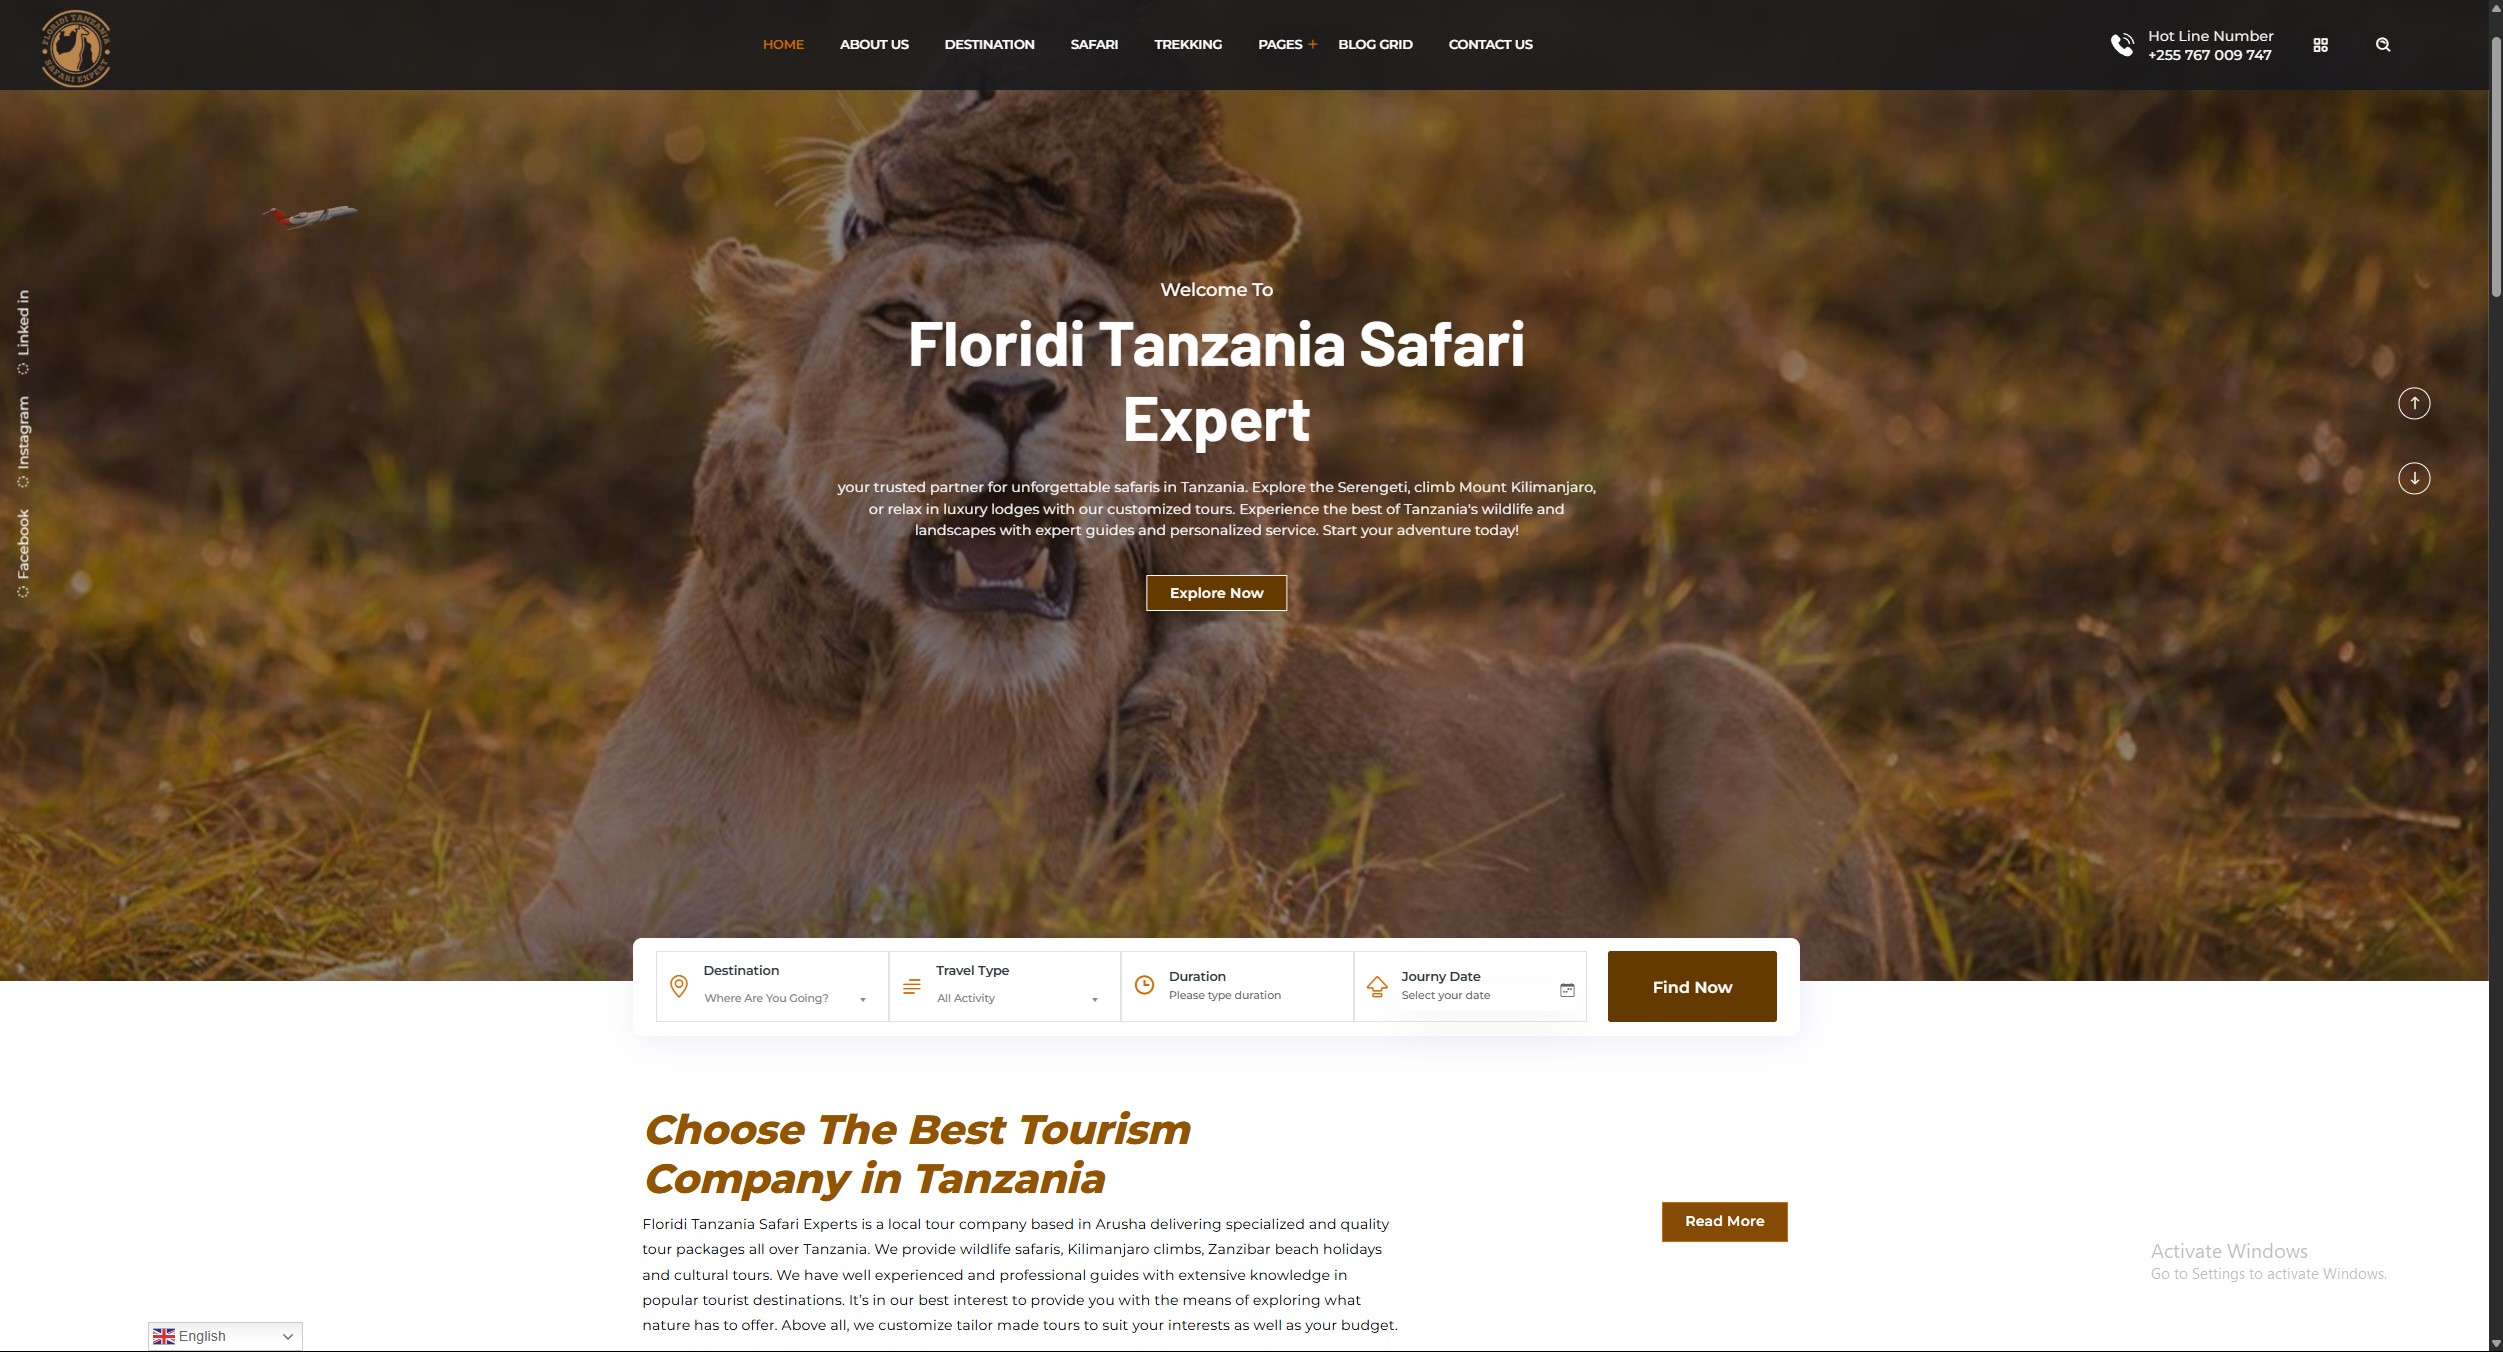 FLORIDI TANZANIA
SAFARI EXPERT
HOME
ABOUT US
DESTINATION
SAFARI
TREKKING
PAGES +
BLOG GRID
CONTACT US
Hot Line Number
+255 767 009 747
Linked in
Instagram
Facebook
Welcome To
Floridi Tanzania Safari
Expert
your trusted partner for unforgettable safaris in Tanzania. Explore the Serengeti, climb Mount Kilimanjaro,
or relax in luxury lodges with our customized tours. Experience the best of Tanzania's wildlife and
landscapes with expert guides and personalized service. Start your adventure today!
Explore Now
Destination
Where Are You Going?
Travel Type
All Activity
Duration
Please type duration
Journy Date
Select your date
Find Now
Choose The Best Tourism
Company in Tanzania
Floridi Tanzania Safari Experts is a local tour company based in Arusha delivering specialized and quality
tour packages all over Tanzania. We provide wildlife safaris, Kilimanjaro climbs, Zanzibar beach holidays
and cultural tours. We have well experienced and professional guides with extensive knowledge in
popular tourist destinations. It's in our best interest to provide you with the means of exploring what
nature has to offer. Above all, we customize tailor made tours to suit your interests as well as your budget.
Read More
Activate Windows
Go to Settings to activate Windows.
English